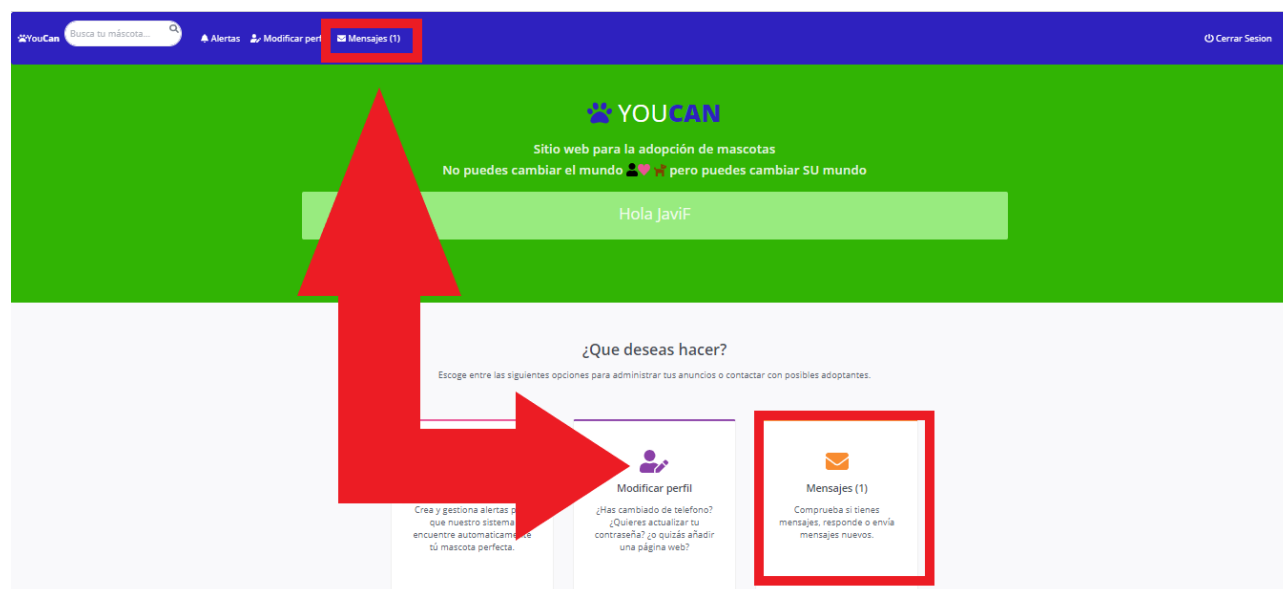 YouCan Busca tu máscota... Alertas Modificar perf Mensajes (1) Cerrar Sesion
YOUCAN
Sitio web para la adopción de mascotas
No puedes cambiar el mundo pero puedes cambiar SU mundo
Hola JaviF
¿Que deseas hacer?
Escoge entre las siguientes opciones para administrar tus anuncios o contactar con posibles adoptantes.
Crea y gestiona alertas
que nuestro sistema
encuentre automaticam
tú mascota perfecta.
Modificar perfil
¿Has cambiado de telefono?
¿Quieres actualizar tu
contraseña? ¿o quizás añadir
una página web?
Mensajes (1)
Comprueba si tienes
mensajes, responde o envía
mensajes nuevos.